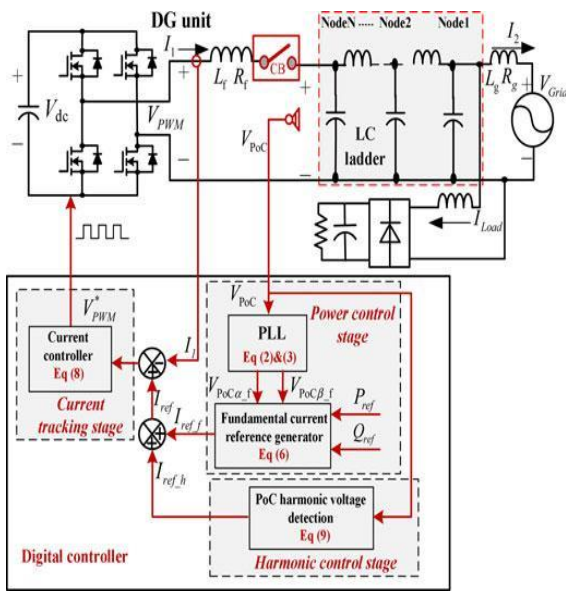 DG unit
NodeN ····· Node2 Node1
I_1
I_2
CB
L_f R_f
L_g R_g
V_Grid
+
+
+
+
V_dc
V_PWM
V_PoC
LC
ladder
−
−
−
−
I_Load
V_PoC
V*_PWM
Power control
stage
PLL
Eq (2)&(3)
Current
controller
Eq (8)
I_1
V_PoCα_f
V_PoCβ_f
I_ref
I_ref_f
Fundamental current
reference generator
Eq (6)
P_ref
Q_ref
Current
tracking stage
I_ref_h
PoC harmonic voltage
detection
Eq (9)
Digital controller
Harmonic control stage